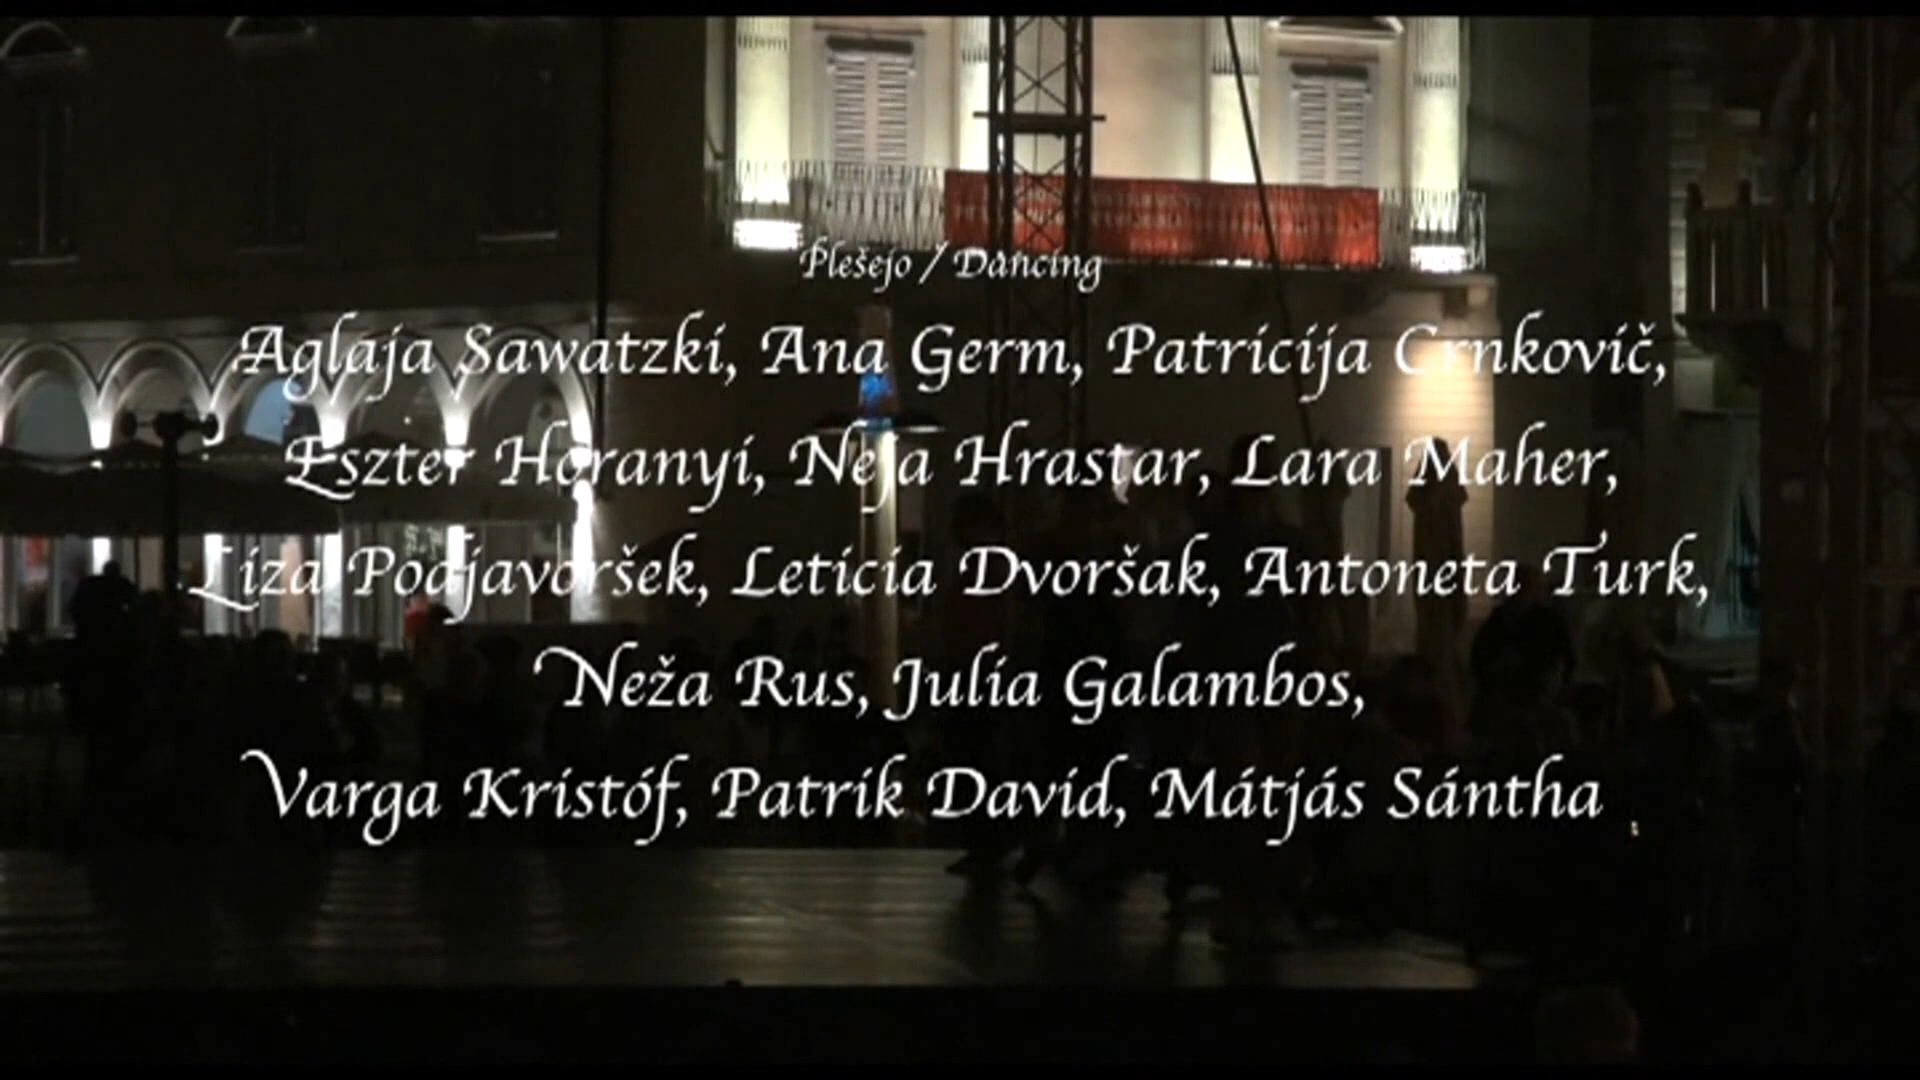 Plešejo / Dancing
Aglaja Sawatzki, Ana Germ, Patricija Crnkovič,
Eszter Horanyi, Neja Hrastar, Lara Maher,
Liza Podjavoršek, Leticia Dvoršak, Antoneta Turk,
Neža Rus, Julia Galambos,
Varga Kristóf, Patrik David, Mátjás Sántha